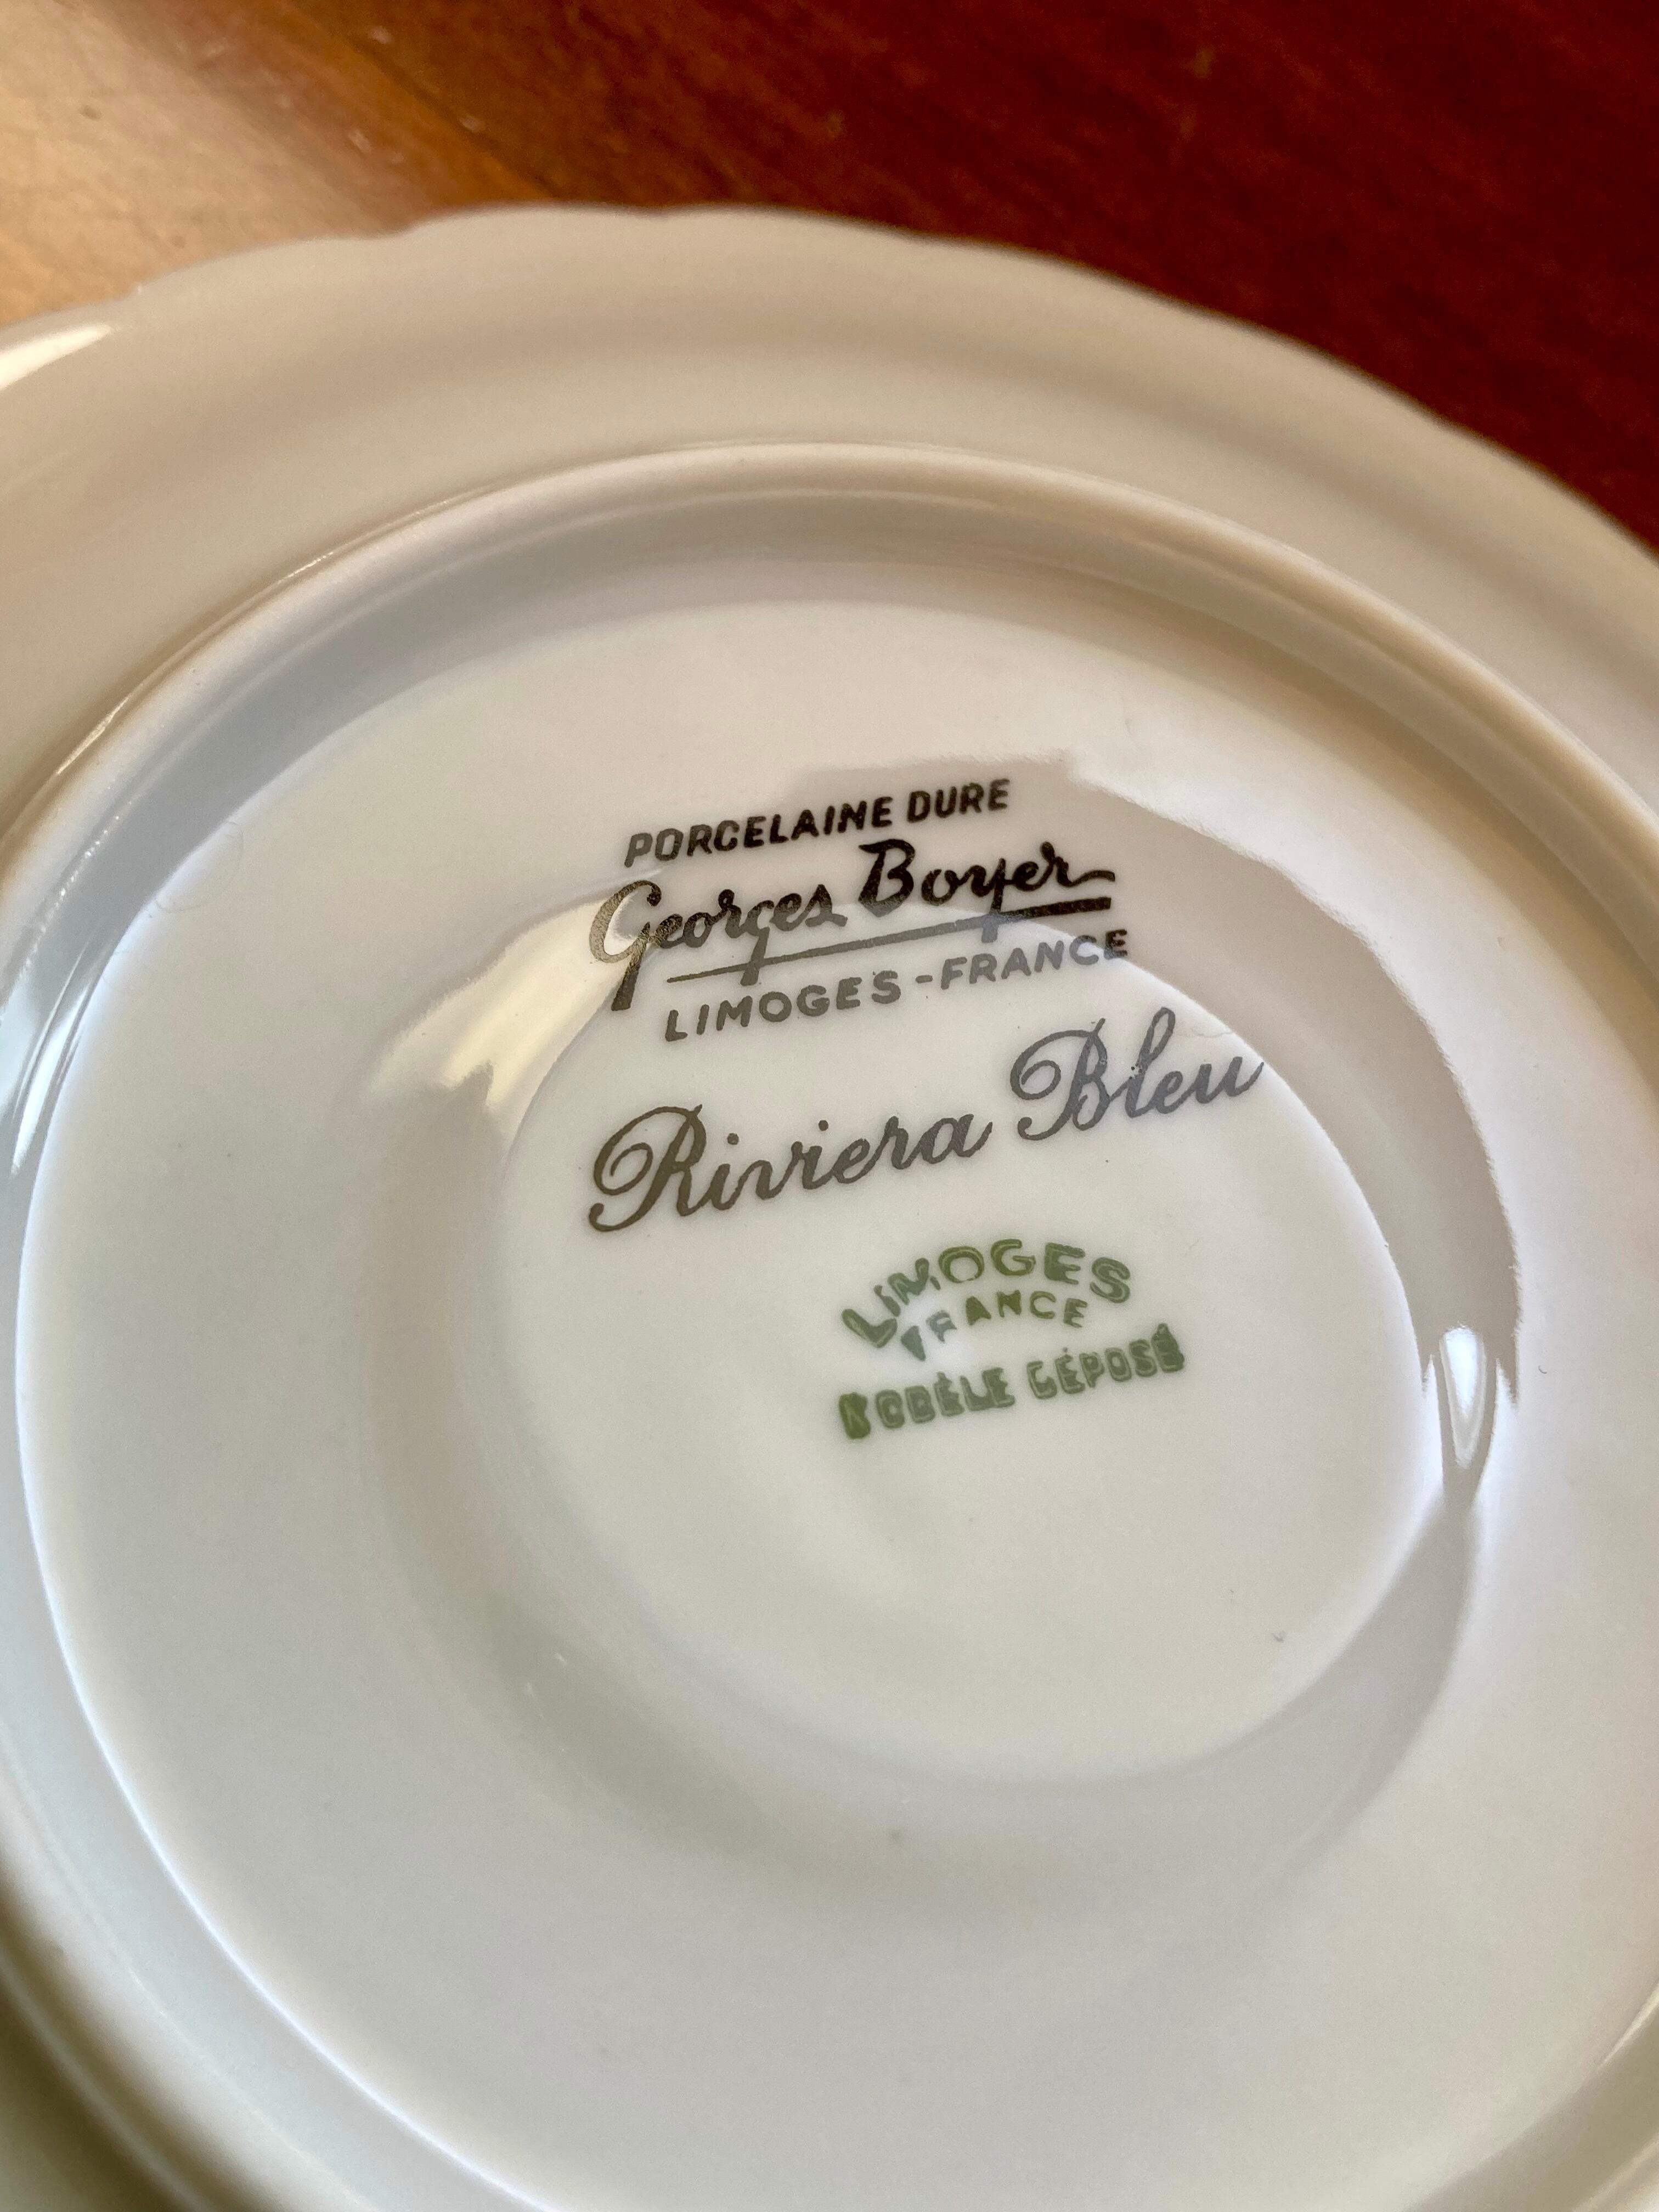 PORCELAINE DURE
Georges Boyer
LIMOGES-FRANCE
Riviera Bleu
LIMOGES
FRANCE
MODÈLE DÉPOSÉ